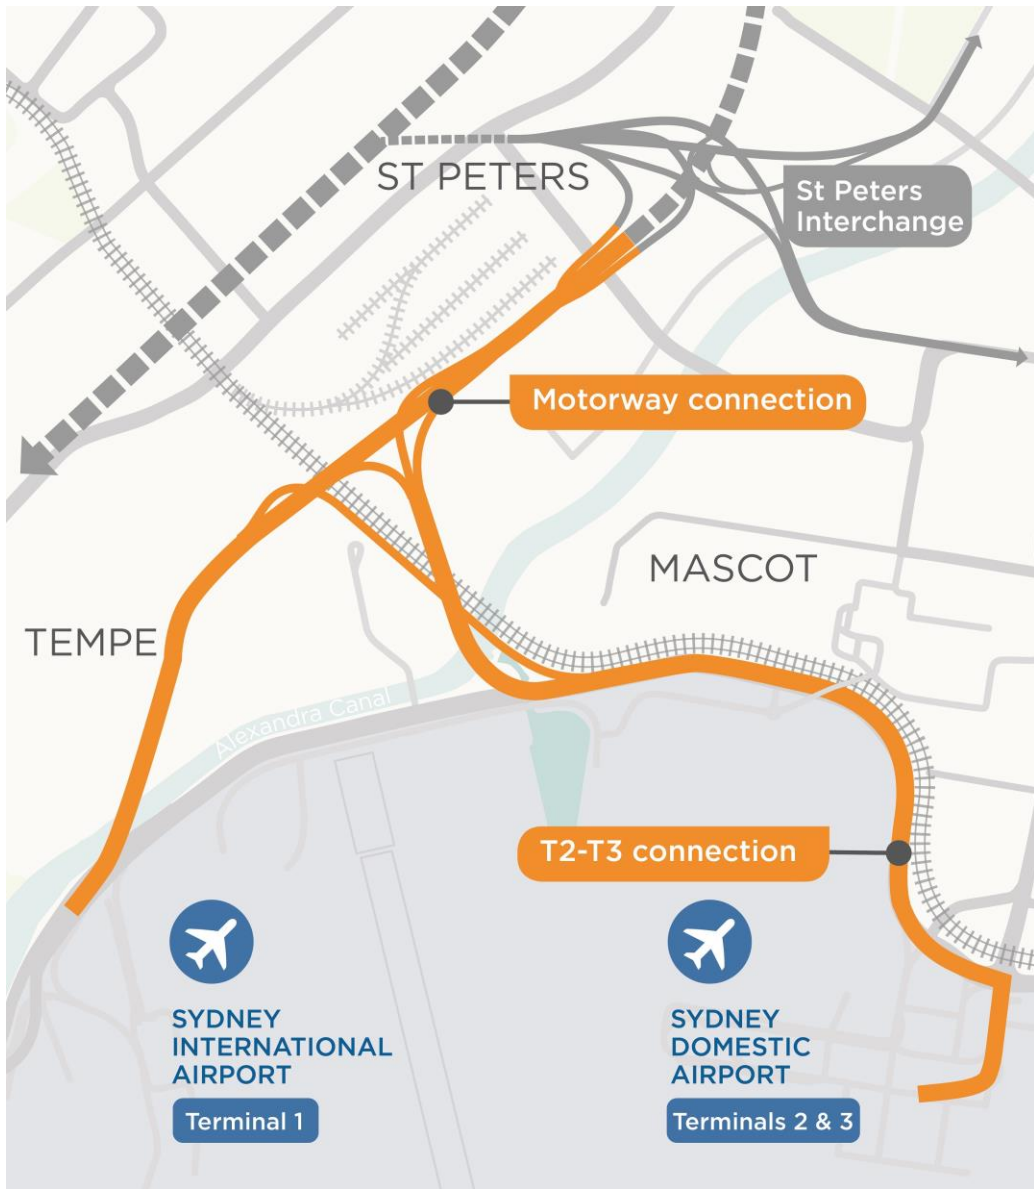 ST PETERS
St Peters
Interchange
Motorway connection
MASCOT
TEMPE
Alexandra Canal
T2-T3 connection
SYDNEY
INTERNATIONAL
AIRPORT
Terminal 1
SYDNEY
DOMESTIC
AIRPORT
Terminals 2 & 3